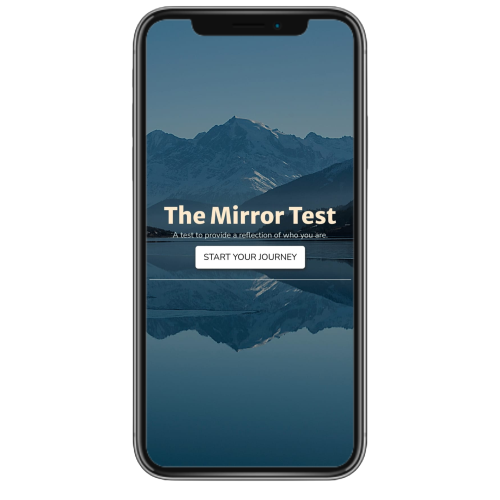 The Mirror Test
A test to provide a reflection of who you are.
START YOUR JOURNEY